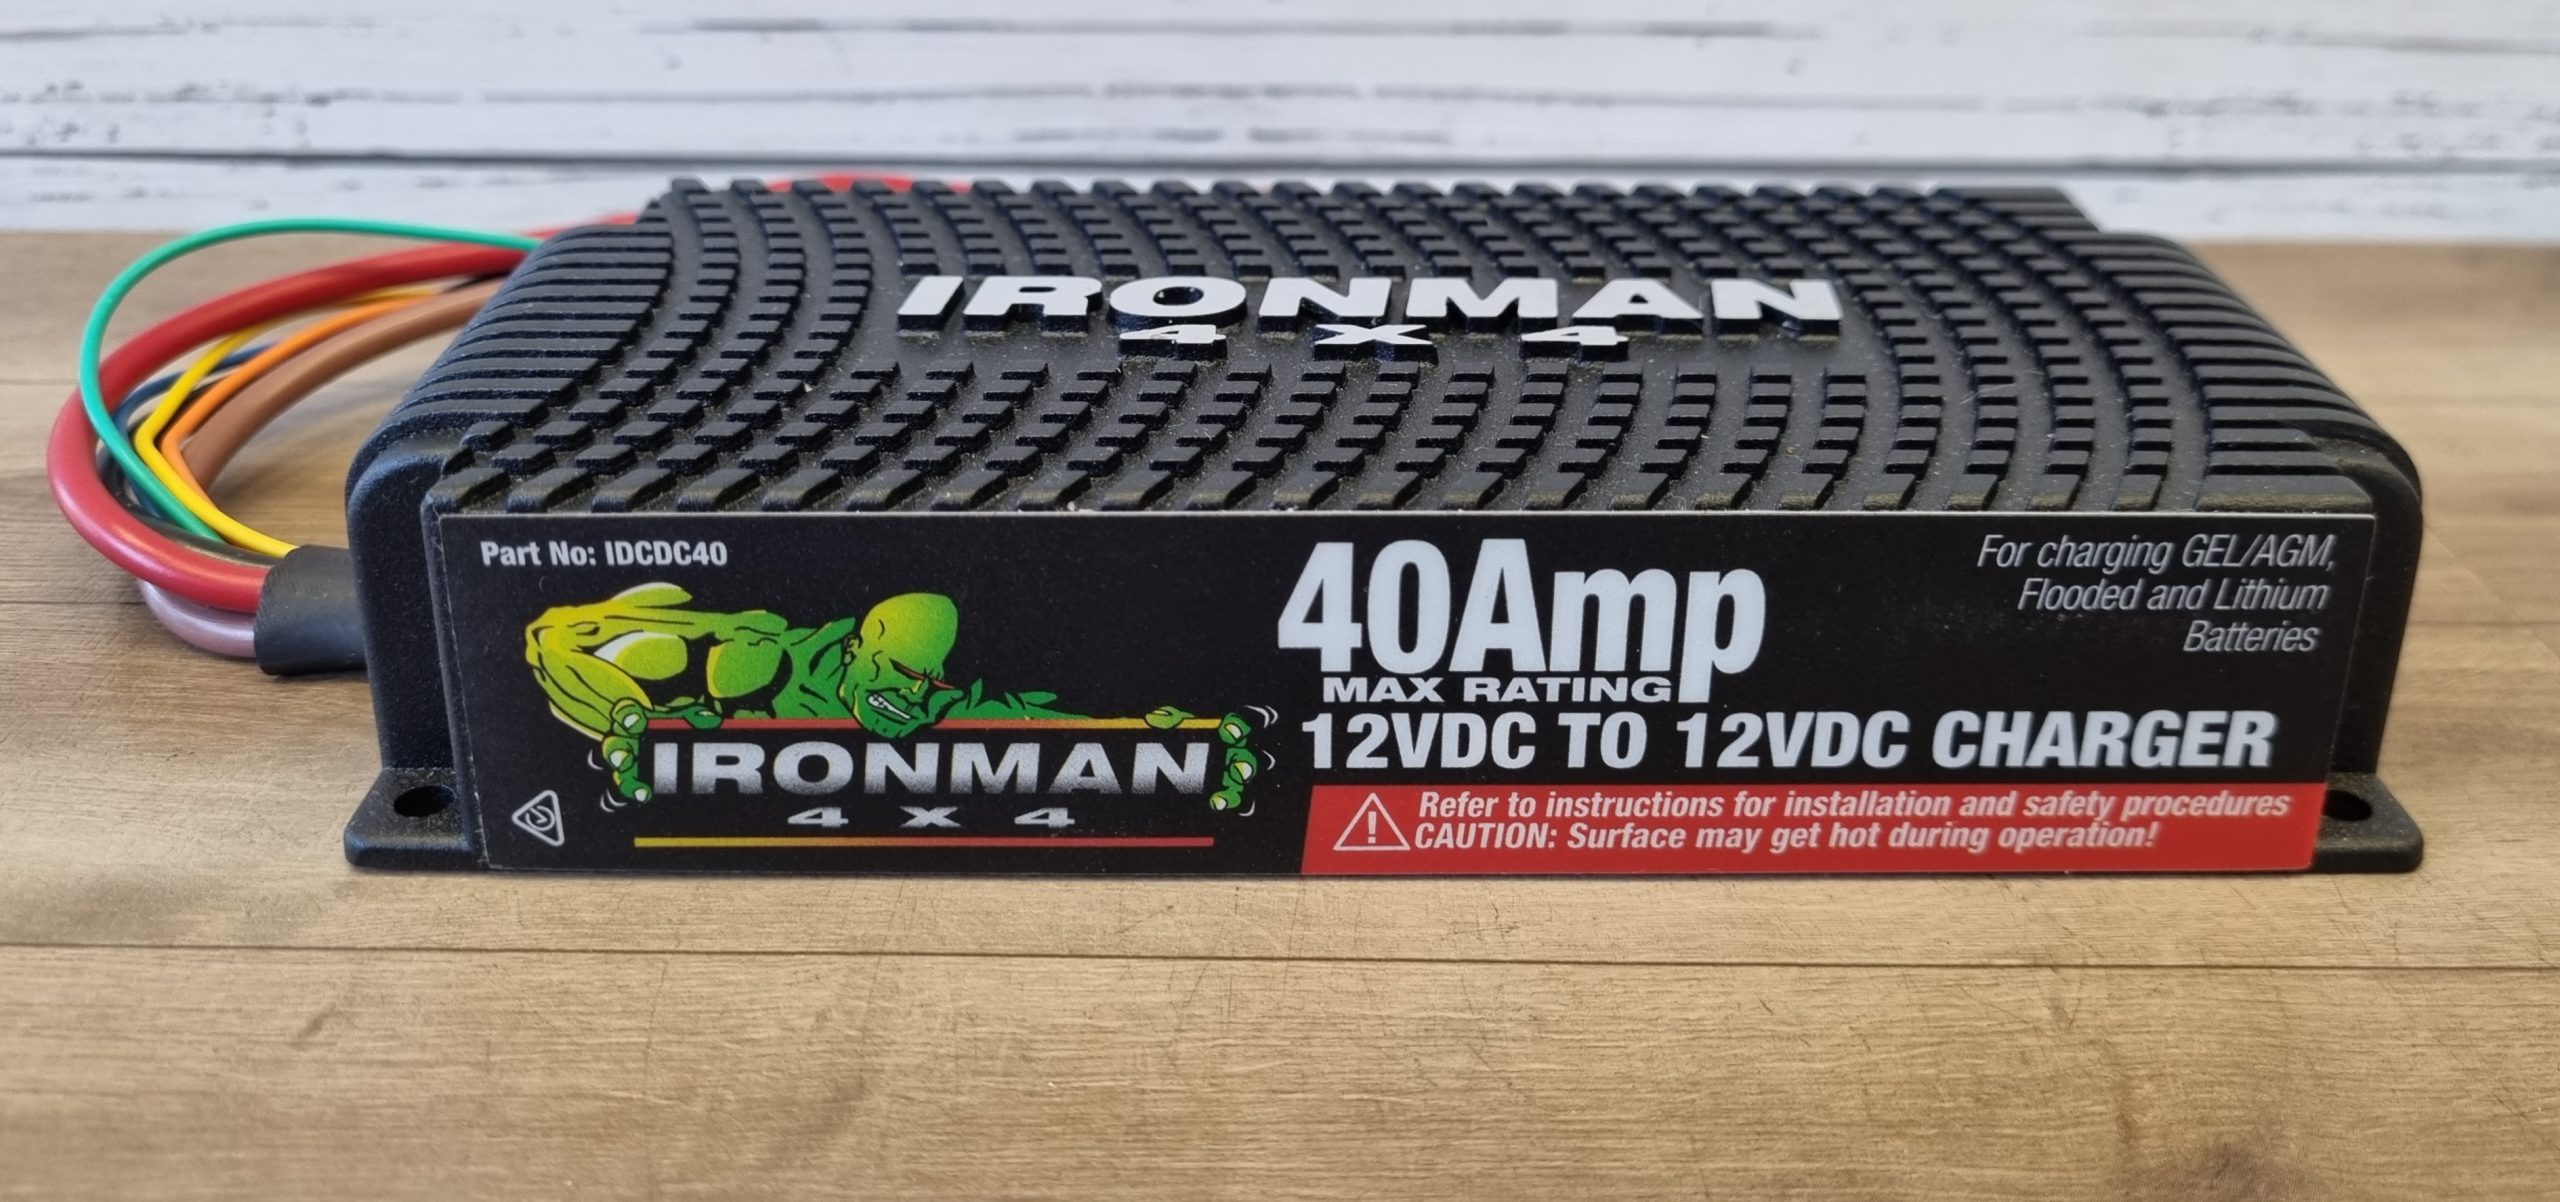 IRONMAN
4 X 4
Part No: IDCDC40
IRONMAN
4 X 4
40Amp
MAX RATING
12VDC TO 12VDC CHARGER
For charging GEL/AGM,
Flooded and Lithium
Batteries
Refer to instructions for installation and safety procedures
CAUTION: Surface may get hot during operation!